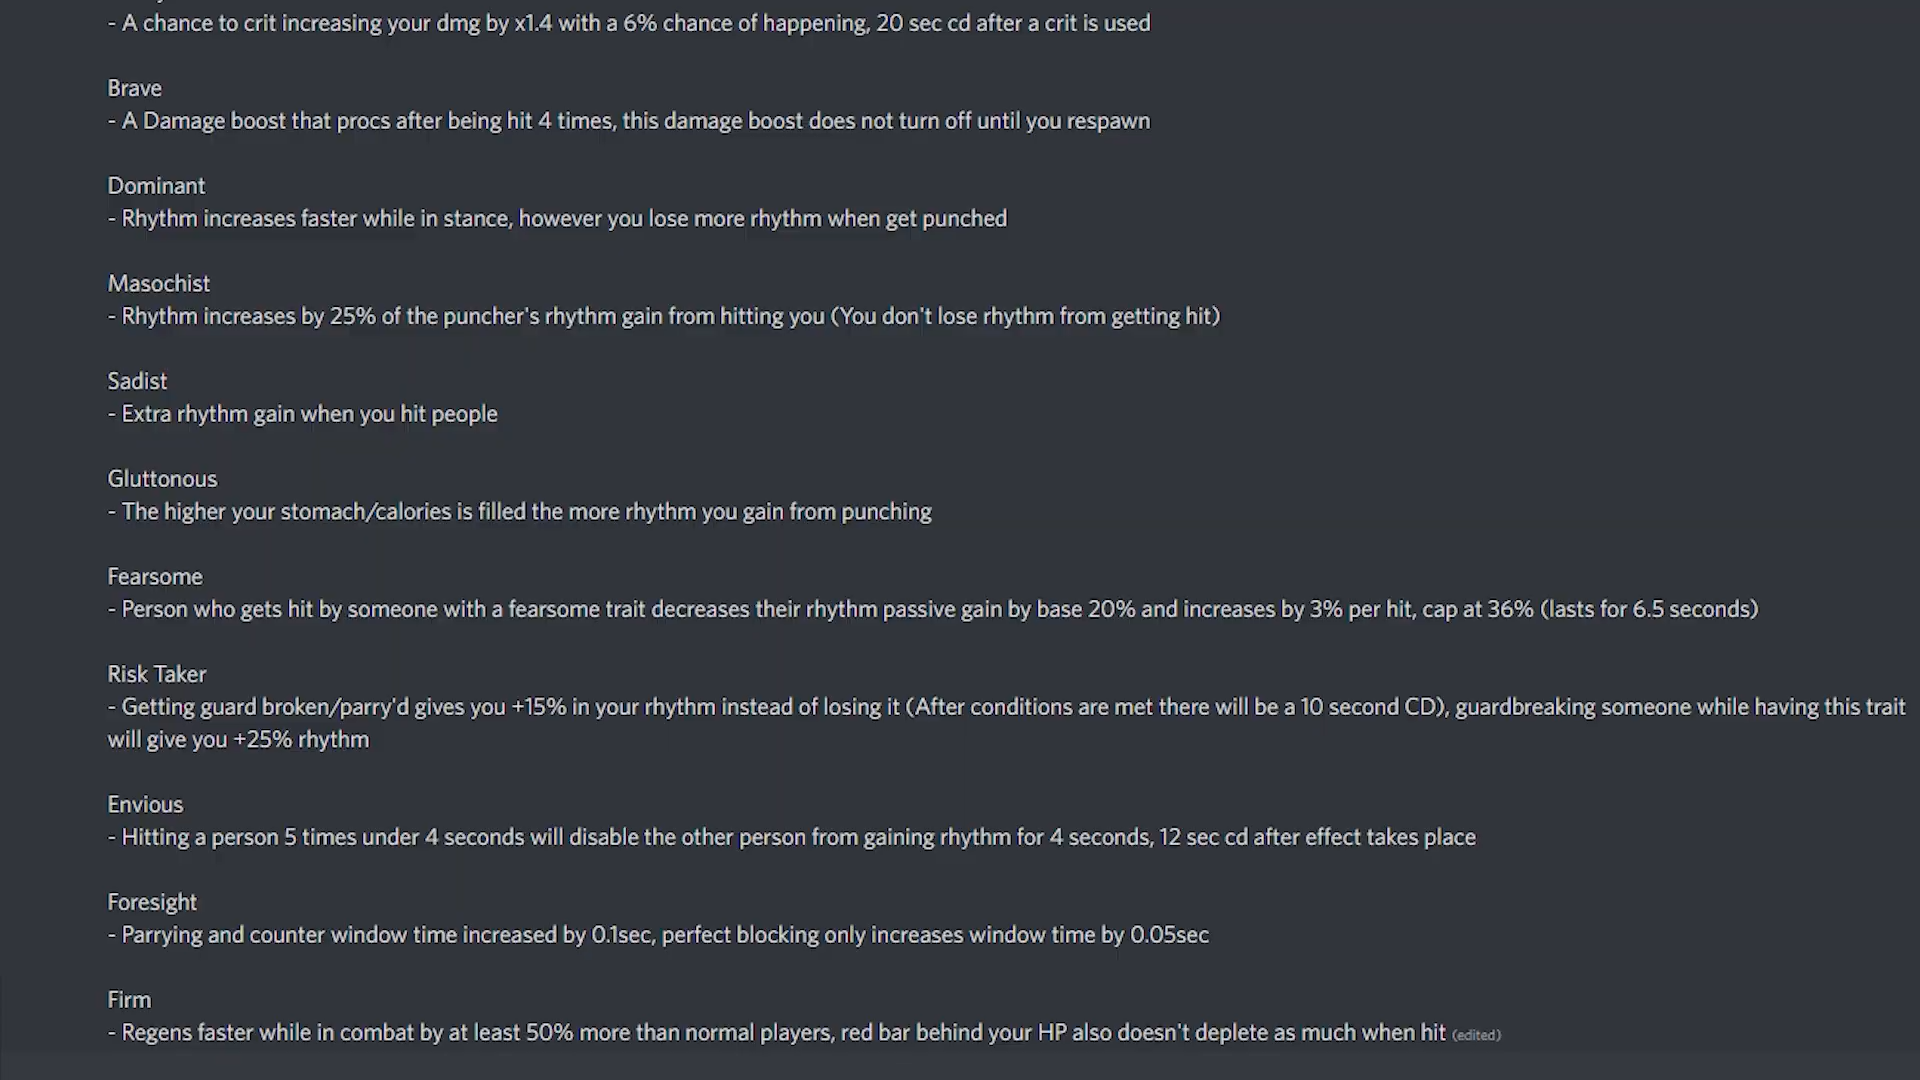 - A chance to crit increasing your dmg by x1.4 with a 6% chance of happening, 20 sec cd after a crit is used
Brave
- A Damage boost that procs after being hit 4 times, this damage boost does not turn off until you respawn
Dominant
- Rhythm increases faster while in stance, however you lose more rhythm when get punched
Masochist
- Rhythm increases by 25% of the puncher's rhythm gain from hitting you (You don't lose rhythm from getting hit)
Sadist
- Extra rhythm gain when you hit people
Gluttonous
- The higher your stomach/calories is filled the more rhythm you gain from punching
Fearsome
- Person who gets hit by someone with a fearsome trait decreases their rhythm passive gain by base 20% and increases by 3% per hit, cap at 36% (lasts for 6.5 seconds)
Risk Taker
- Getting guard broken/parry'd gives you +15% in your rhythm instead of losing it (After conditions are met there will be a 10 second CD), guardbreaking someone while having this trait
will give you +25% rhythm
Envious
- Hitting a person 5 times under 4 seconds will disable the other person from gaining rhythm for 4 seconds, 12 sec cd after effect takes place
Foresight
- Parrying and counter window time increased by 0.1sec, perfect blocking only increases window time by 0.05sec
Firm
- Regens faster while in combat by at least 50% more than normal players, red bar behind your HP also doesn't deplete as much when hit (edited)